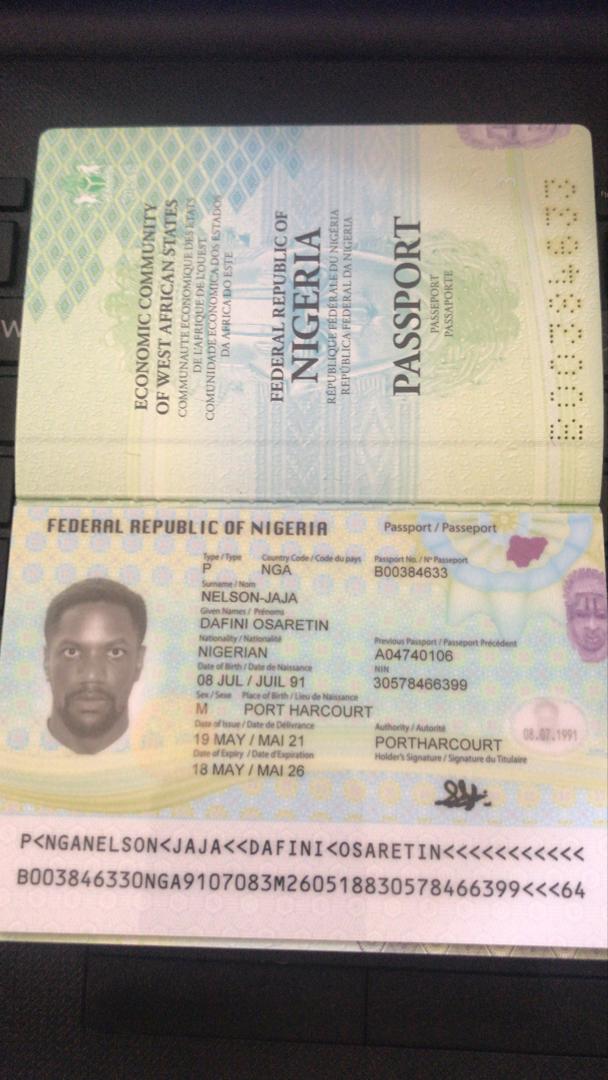 ECONOMIC COMMUNITY
OF WEST AFRICAN STATES
COMMUNAUTE ECONOMIQUE DES ETATS
DE L'AFRIQUE DE L'OUEST
COMUNIDADE ECONOMICA DOS ESTADOS
DA AFRICA DO ESTE
FEDERAL REPUBLIC OF
NIGERIA
RÉPUBLIQUE FÉDÉRALE DU NIGÉRIA
REPÚBLICA FEDERAL DA NIGERIA
PASSPORT
PASSEPORT
PASSAPORTE
B00384633
FEDERAL REPUBLIC OF NIGERIA
Passport / Passeport
Type / Type Country Code / Code du pays Passport No. / Nº Passeport
P NGA B00384633
Surname / Nom
NELSON-JAJA
Given Names / Prénoms
DAFINI OSARETIN
Nationality / Nationalité Previous Passport / Passeport Précédent
NIGERIAN A04740106
Date of Birth / Date de Naissance NIN
08 JUL / JUIL 91 30578466399
Sex / Sexe Place of Birth / Lieu de Naissance
M PORT HARCOURT
Date of Issue / Date de Délivrance Authority / Autorité
19 MAY / MAI 21 PORTHARCOURT
Date of Expiry / Date d'Expiration Holder's Signature / Signature du Titulaire
18 MAY / MAI 26
08.07.1991
P<NGANELSON<JAJA<<DAFINI<OSARETIN<<<<<<<<<<<
B003846330NGA9107083M260518830578466399<<<64
W